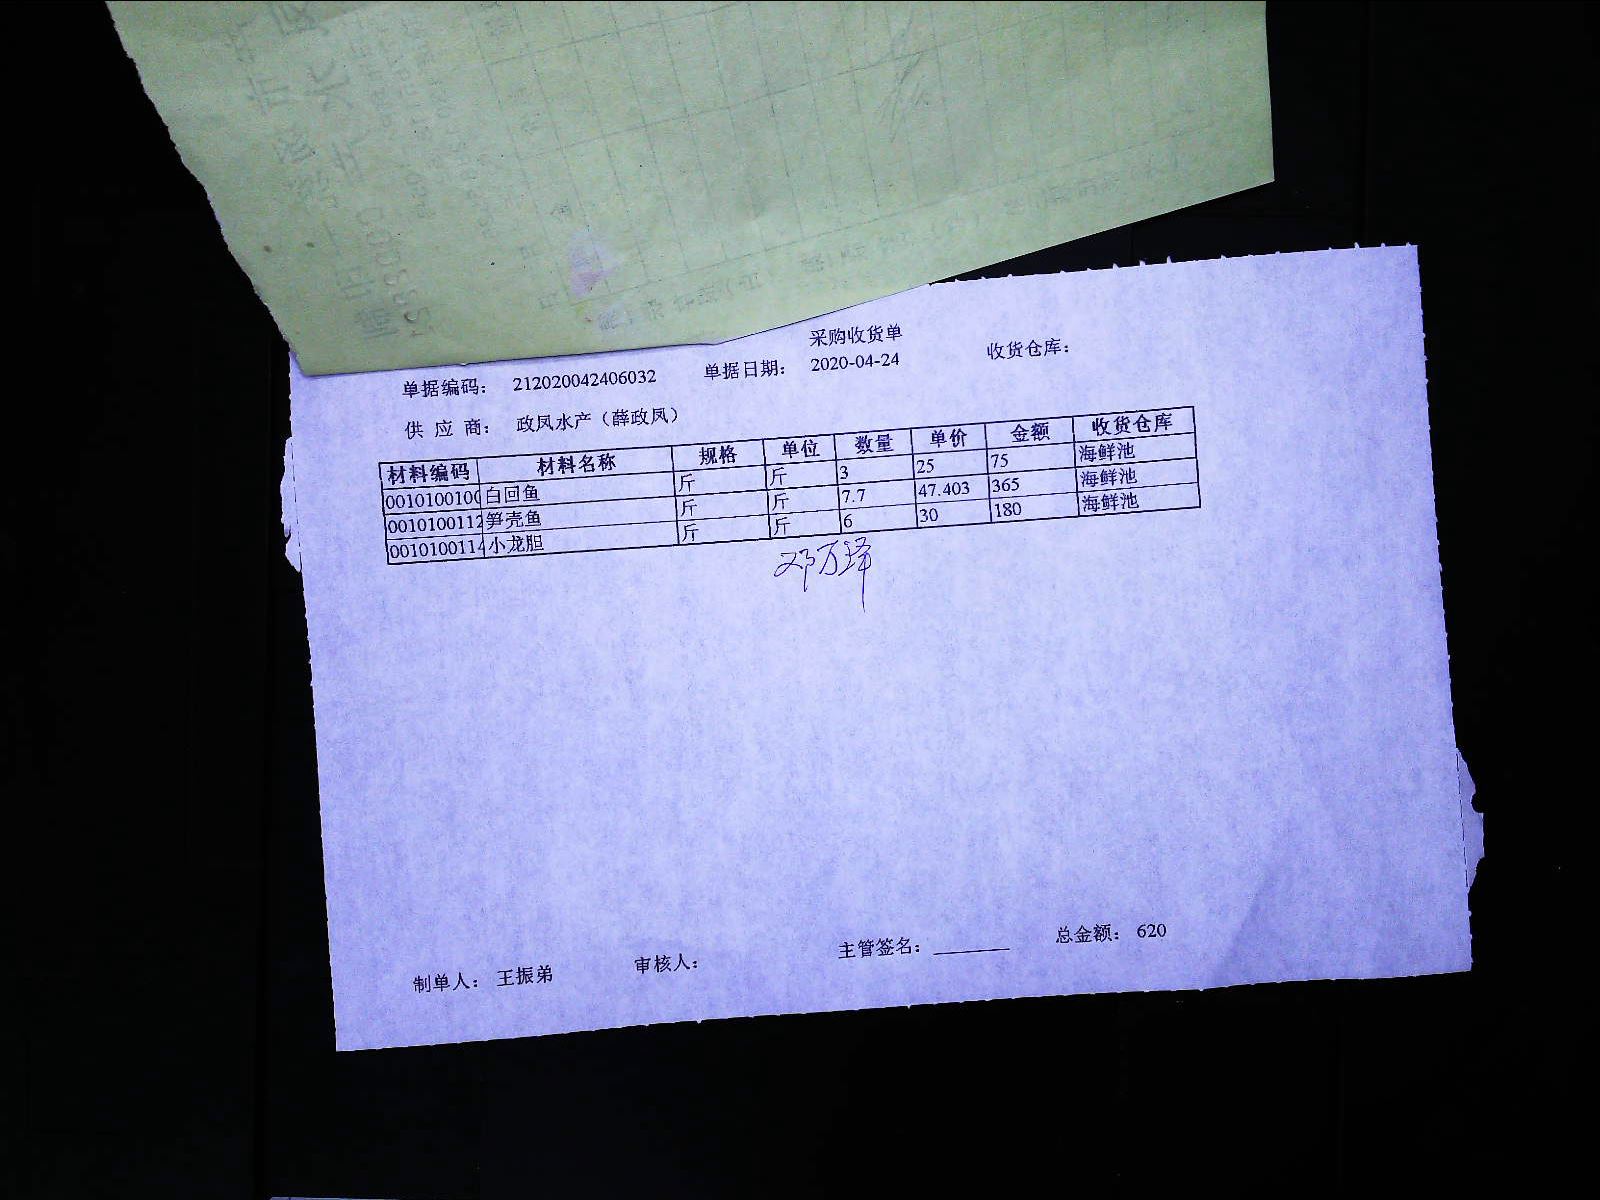 采购收货单
单据编码： 212020042406032 单据日期： 2020-04-24 收货仓库：
供 应 商： 政凤水产（薛政凤）
材料编码 材料名称 规格 单位 数量 单价 金额 收货仓库
0010100100 白回鱼 斤 斤 3 25 75 海鲜池
0010100112 笋壳鱼 斤 斤 7.7 47.403 365 海鲜池
0010100114 小龙胆 斤 斤 6 30 180 海鲜池
邓万泽
制单人： 王振弟 审核人： 主管签名： 总金额： 620